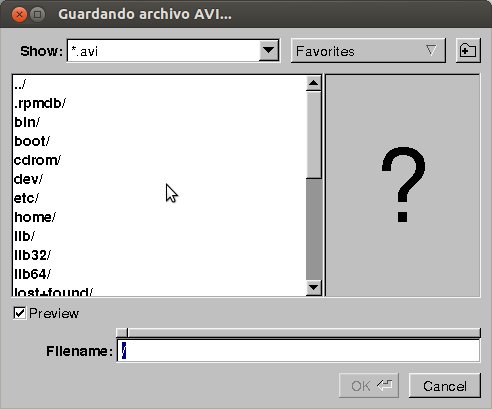 Guardando archivo AVI...
Show: *.avi Favorites
../
.rpmdb/
bin/
boot/
cdrom/
dev/
etc/
home/
lib/
lib32/
lib64/
lost+found/
?
Preview
Filename: /
OK Cancel